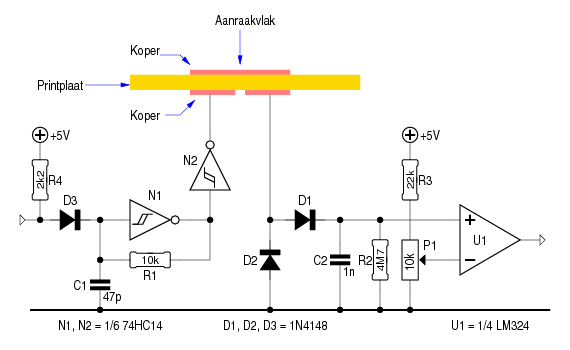 Aanraakvlak
Koper
Printplaat
Koper
+5V
+5V
N2
2k2
R4
22k
R3
D3
N1
D1
+
U1
P1
10k
R1
D2
C2
1n
R2
4M7
10k
−
C1
47p
N1, N2 = 1/6 74HC14
D1, D2, D3 = 1N4148
U1 = 1/4 LM324